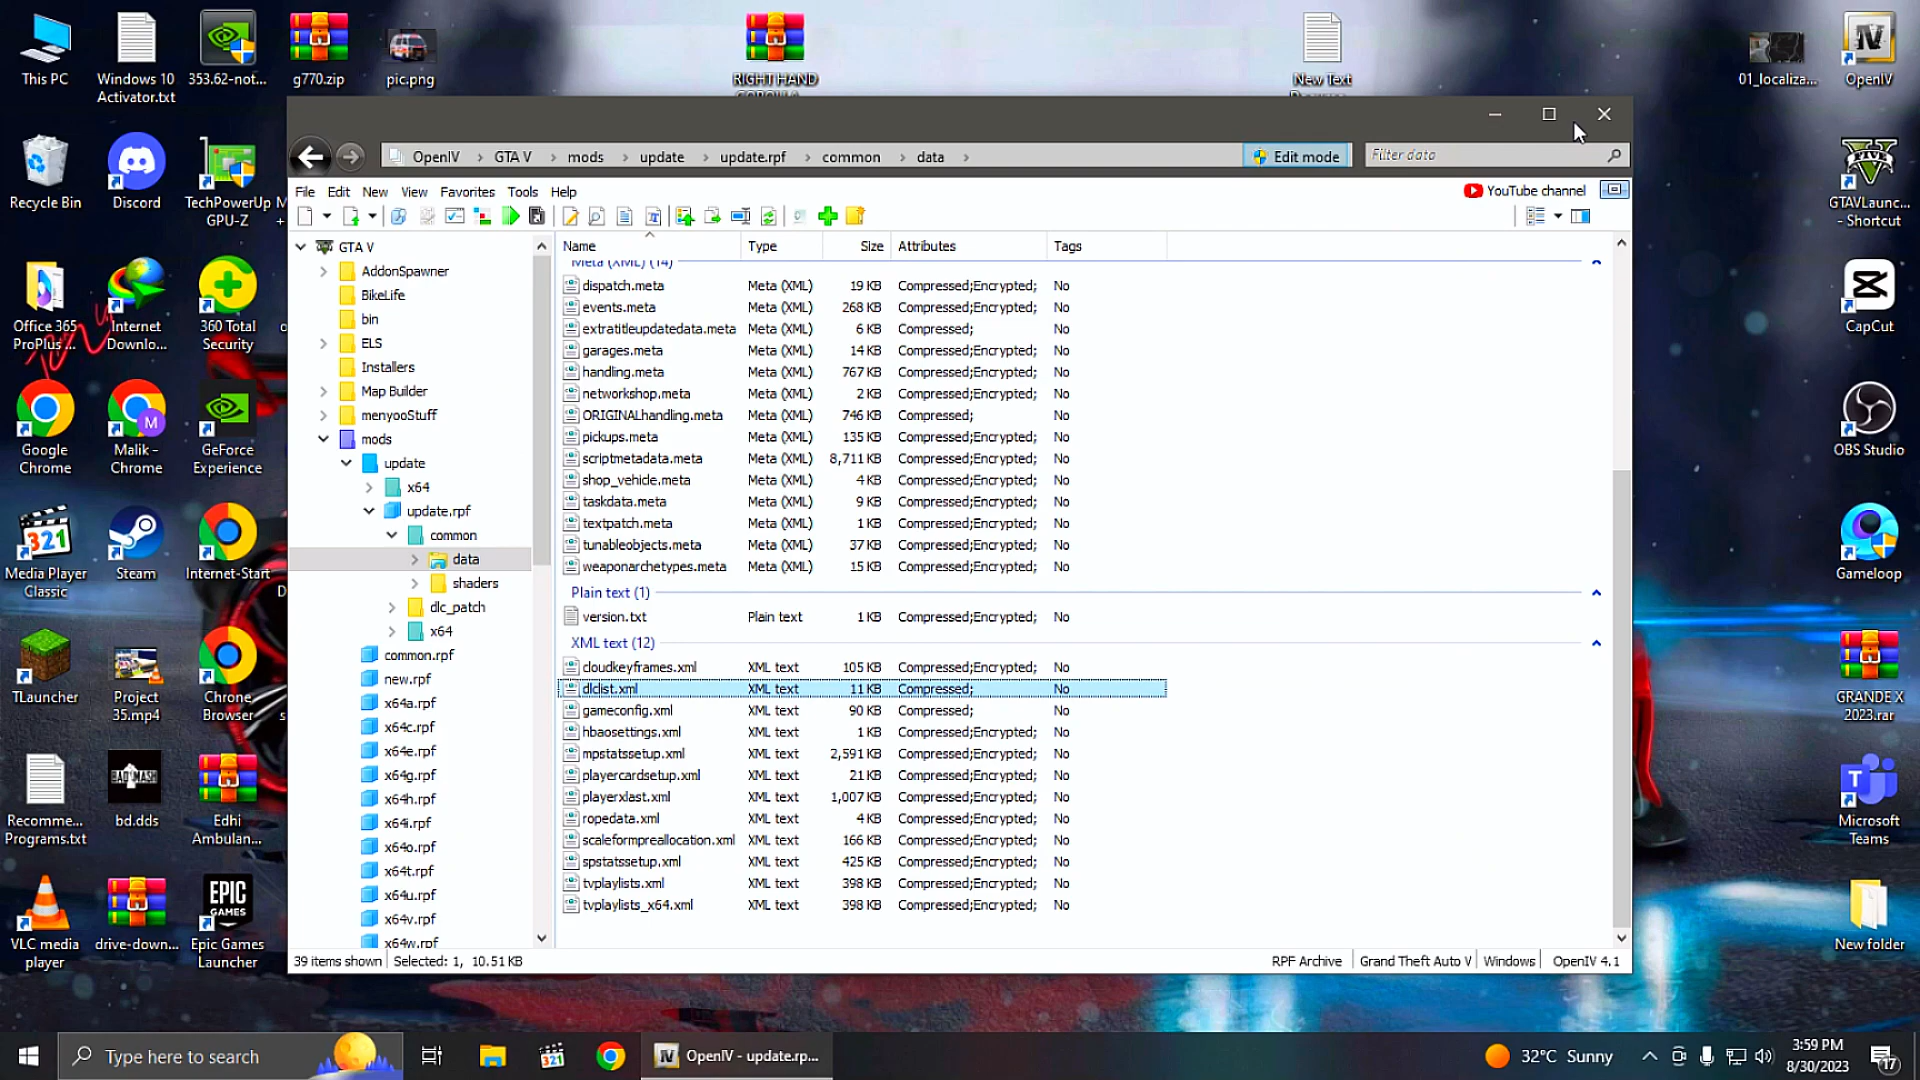 This PC
Windows 10
Activator.txt
353.62-not...
g770.zip
pic.png
RIGHT HAND
New Text
01_localiza...
OpenIV
Recycle Bin
Discord
TechPowerUp
GPU-Z
M
+
GTAVLaunc...
- Shortcut
Office 365
ProPlus ...
Internet
Downlo...
360 Total
Security
CapCut
Google
Chrome
Malik -
Chrome
GeForce
Experience
OBS Studio
Media Player
Classic
Steam
Internet-Start
Gameloop
TLauncher
Project
35.mp4
Chrome
Browser
GRANDE X
2023.rar
Recomme...
Programs.txt
bd.dds
Edhi
Ambulan...
Microsoft
Teams
VLC media
player
drive-down...
Epic Games
Launcher
New folder
OpenIV > GTA V > mods > update > update.rpf > common > data >
Edit mode
Filter data
File Edit New View Favorites Tools Help
YouTube channel
GTA V
AddonSpawner
BikeLife
bin
ELS
Installers
Map Builder
menyooStuff
mods
update
x64
update.rpf
common
data
shaders
dlc_patch
x64
common.rpf
new.rpf
x64a.rpf
x64c.rpf
x64e.rpf
x64g.rpf
x64h.rpf
x64i.rpf
x64o.rpf
x64t.rpf
x64u.rpf
x64v.rpf
x64w.rpf
Name Type Size Attributes Tags
Meta (XML) (14)
dispatch.meta Meta (XML) 19 KB Compressed;Encrypted; No
events.meta Meta (XML) 268 KB Compressed;Encrypted; No
extratitleupdatedata.meta Meta (XML) 6 KB Compressed; No
garages.meta Meta (XML) 14 KB Compressed;Encrypted; No
handling.meta Meta (XML) 767 KB Compressed;Encrypted; No
networkshop.meta Meta (XML) 2 KB Compressed;Encrypted; No
ORIGINALhandling.meta Meta (XML) 746 KB Compressed; No
pickups.meta Meta (XML) 135 KB Compressed;Encrypted; No
scriptmetadata.meta Meta (XML) 8,711 KB Compressed;Encrypted; No
shop_vehicle.meta Meta (XML) 4 KB Compressed;Encrypted; No
taskdata.meta Meta (XML) 9 KB Compressed;Encrypted; No
textpatch.meta Meta (XML) 1 KB Compressed;Encrypted; No
tunableobjects.meta Meta (XML) 37 KB Compressed;Encrypted; No
weaponarchetypes.meta Meta (XML) 15 KB Compressed;Encrypted; No
Plain text (1)
version.txt Plain text 1 KB Compressed;Encrypted; No
XML text (12)
cloudkeyframes.xml XML text 105 KB Compressed;Encrypted; No
dlclist.xml XML text 11 KB Compressed; No
gameconfig.xml XML text 90 KB Compressed; No
hbaosettings.xml XML text 1 KB Compressed;Encrypted; No
mpstatssetup.xml XML text 2,591 KB Compressed;Encrypted; No
playercardsetup.xml XML text 21 KB Compressed;Encrypted; No
playerxlast.xml XML text 1,007 KB Compressed;Encrypted; No
ropedata.xml XML text 4 KB Compressed;Encrypted; No
scaleformpreallocation.xml XML text 166 KB Compressed;Encrypted; No
spstatssetup.xml XML text 425 KB Compressed;Encrypted; No
tvplaylists.xml XML text 398 KB Compressed;Encrypted; No
tvplaylists_x64.xml XML text 398 KB Compressed;Encrypted; No
39 items shown Selected: 1, 10.51 KB
RPF Archive Grand Theft Auto V Windows OpenIV 4.1
Type here to search
OpenIV - update.rp...
32°C Sunny
3:59 PM
8/30/2023
17